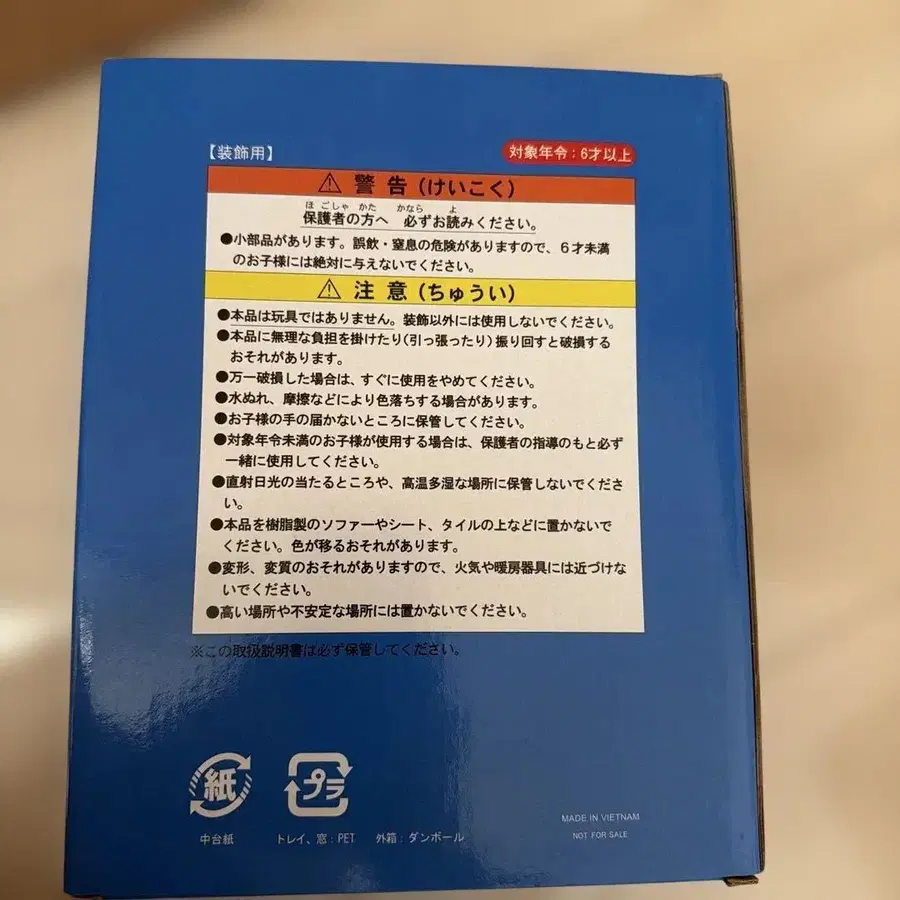 【装飾用】
対象年令：6才以上
⚠ 警告(けいこく)
ほごしゃ かた かなら よ
保護者の方へ 必ずお読みください。
●小部品があります。誤飲・窒息の危険がありますので、６才未満
のお子様には絶対に与えないでください。
⚠ 注意(ちゅうい)
●本品は玩具ではありません。装飾以外には使用しないでください。
●本品に無理な負担を掛けたり(引っ張ったり)振り回すと破損する
おそれがあります。
●万一破損した場合は、すぐに使用をやめてください。
●水ぬれ、摩擦などにより色落ちする場合があります。
●お子様の手の届かないところに保管してください。
●対象年令未満のお子様が使用する場合は、保護者の指導のもと必ず
一緒に使用してください。
●直射日光の当たるところや、高温多湿な場所に保管しないでくださ
い。
●本品を樹脂製のソファーやシート、タイルの上などに置かないで
ください。色が移るおそれがあります。
●変形、変質のおそれがありますので、火気や暖房器具には近づけな
いでください。
●高い場所や不安定な場所には置かないでください。
※この取扱説明書は必ず保管してください。
紙
プラ
中台紙
トレイ、窓：PET 外箱：ダンボール
MADE IN VIETNAM
NOT FOR SALE